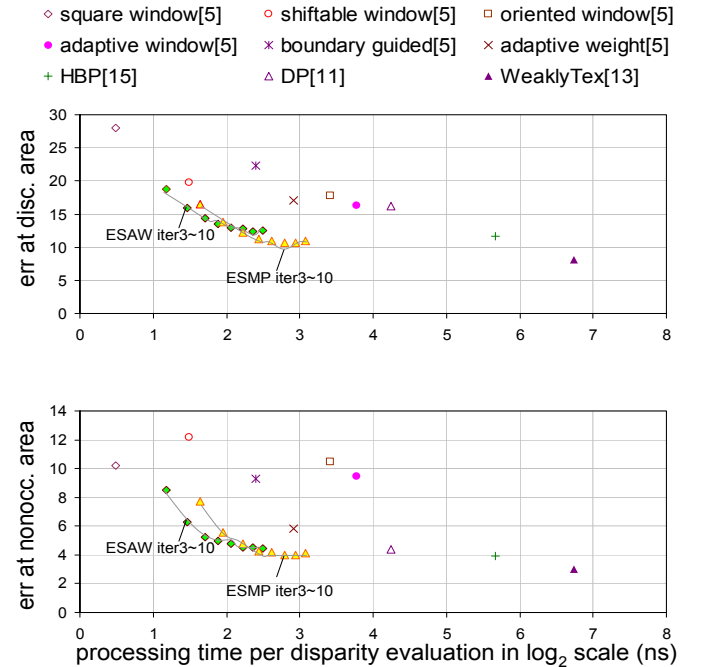 square window[5] shiftable window[5] oriented window[5]
adaptive window[5] boundary guided[5] adaptive weight[5]
HBP[15] DP[11] WeaklyTex[13]
err at disc. area
30
25
20
15
10
5
0
ESAW iter3~10
ESMP iter3~10
0 1 2 3 4 5 6 7 8
err at nonocc. area
14
12
10
8
6
4
2
0
ESAW iter3~10
ESMP iter3~10
0 1 2 3 4 5 6 7 8
processing time per disparity evaluation in log₂ scale (ns)